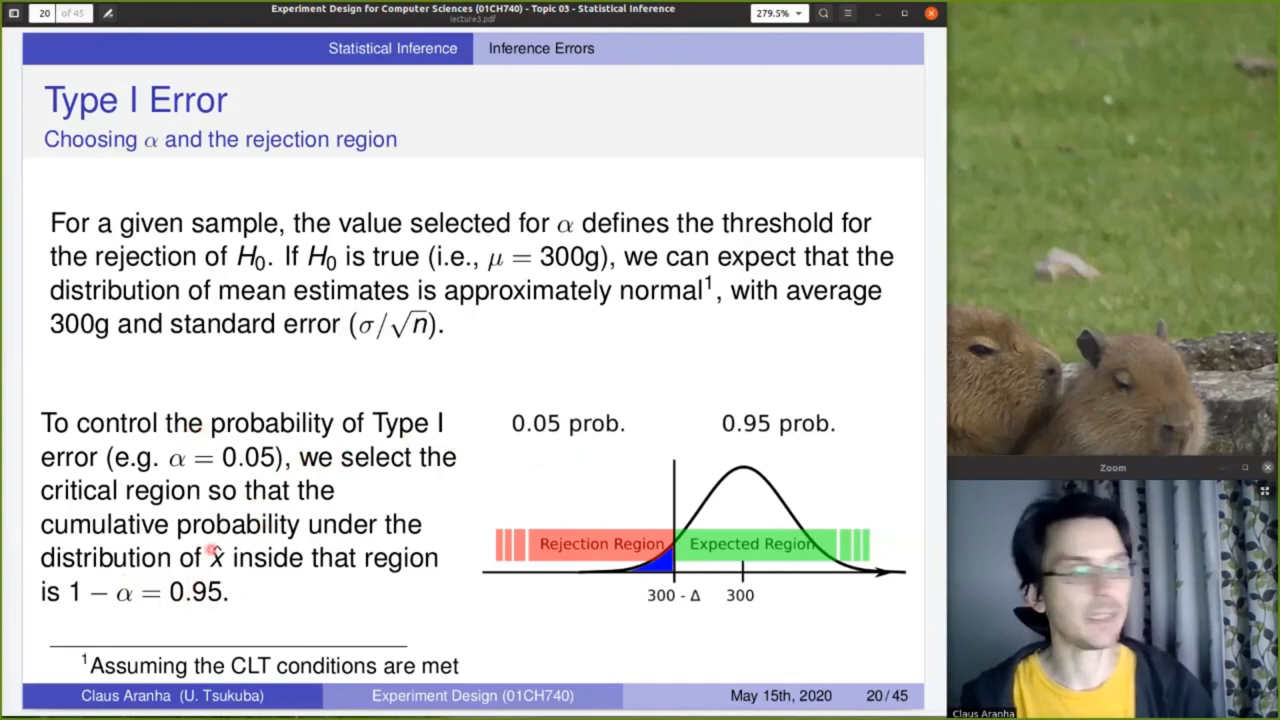 20 of 45
Experiment Design for Computer Sciences (01CH740) - Topic 03 - Statistical Inference
lecture3.pdf
279.5%
Statistical Inference
Inference Errors
Type I Error
Choosing α and the rejection region
For a given sample, the value selected for α defines the threshold for
the rejection of H₀. If H₀ is true (i.e., μ = 300g), we can expect that the
distribution of mean estimates is approximately normal¹, with average
300g and standard error (σ/√n).
To control the probability of Type I
error (e.g. α = 0.05), we select the
critical region so that the
cumulative probability under the
distribution of x̂ inside that region
is 1 − α = 0.95.
0.05 prob.
0.95 prob.
Rejection Region
Expected Region
300 - Δ
300
¹Assuming the CLT conditions are met
Claus Aranha (U. Tsukuba)
Experiment Design (01CH740)
May 15th, 2020
20/45
Zoom
Claus Aranha